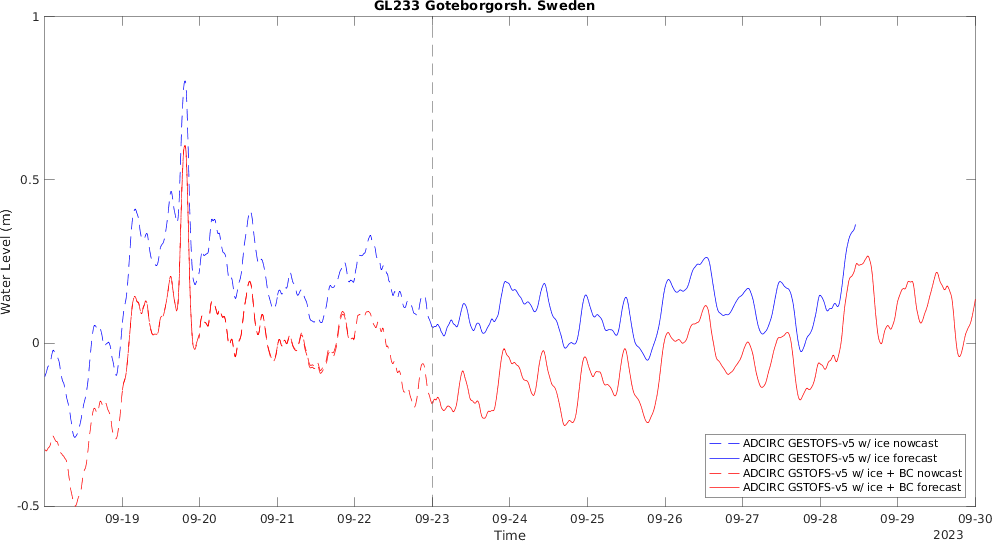 GL233 Goteborgorsh. Sweden
1
0.5
0
-0.5
Water Level (m)
ADCIRC GESTOFS-v5 w/ ice nowcast
ADCIRC GESTOFS-v5 w/ ice forecast
ADCIRC GSTOFS-v5 w/ ice + BC nowcast
ADCIRC GSTOFS-v5 w/ ice + BC forecast
09-19 09-20 09-21 09-22 09-23 09-24 09-25 09-26 09-27 09-28 09-29 09-30
Time
2023